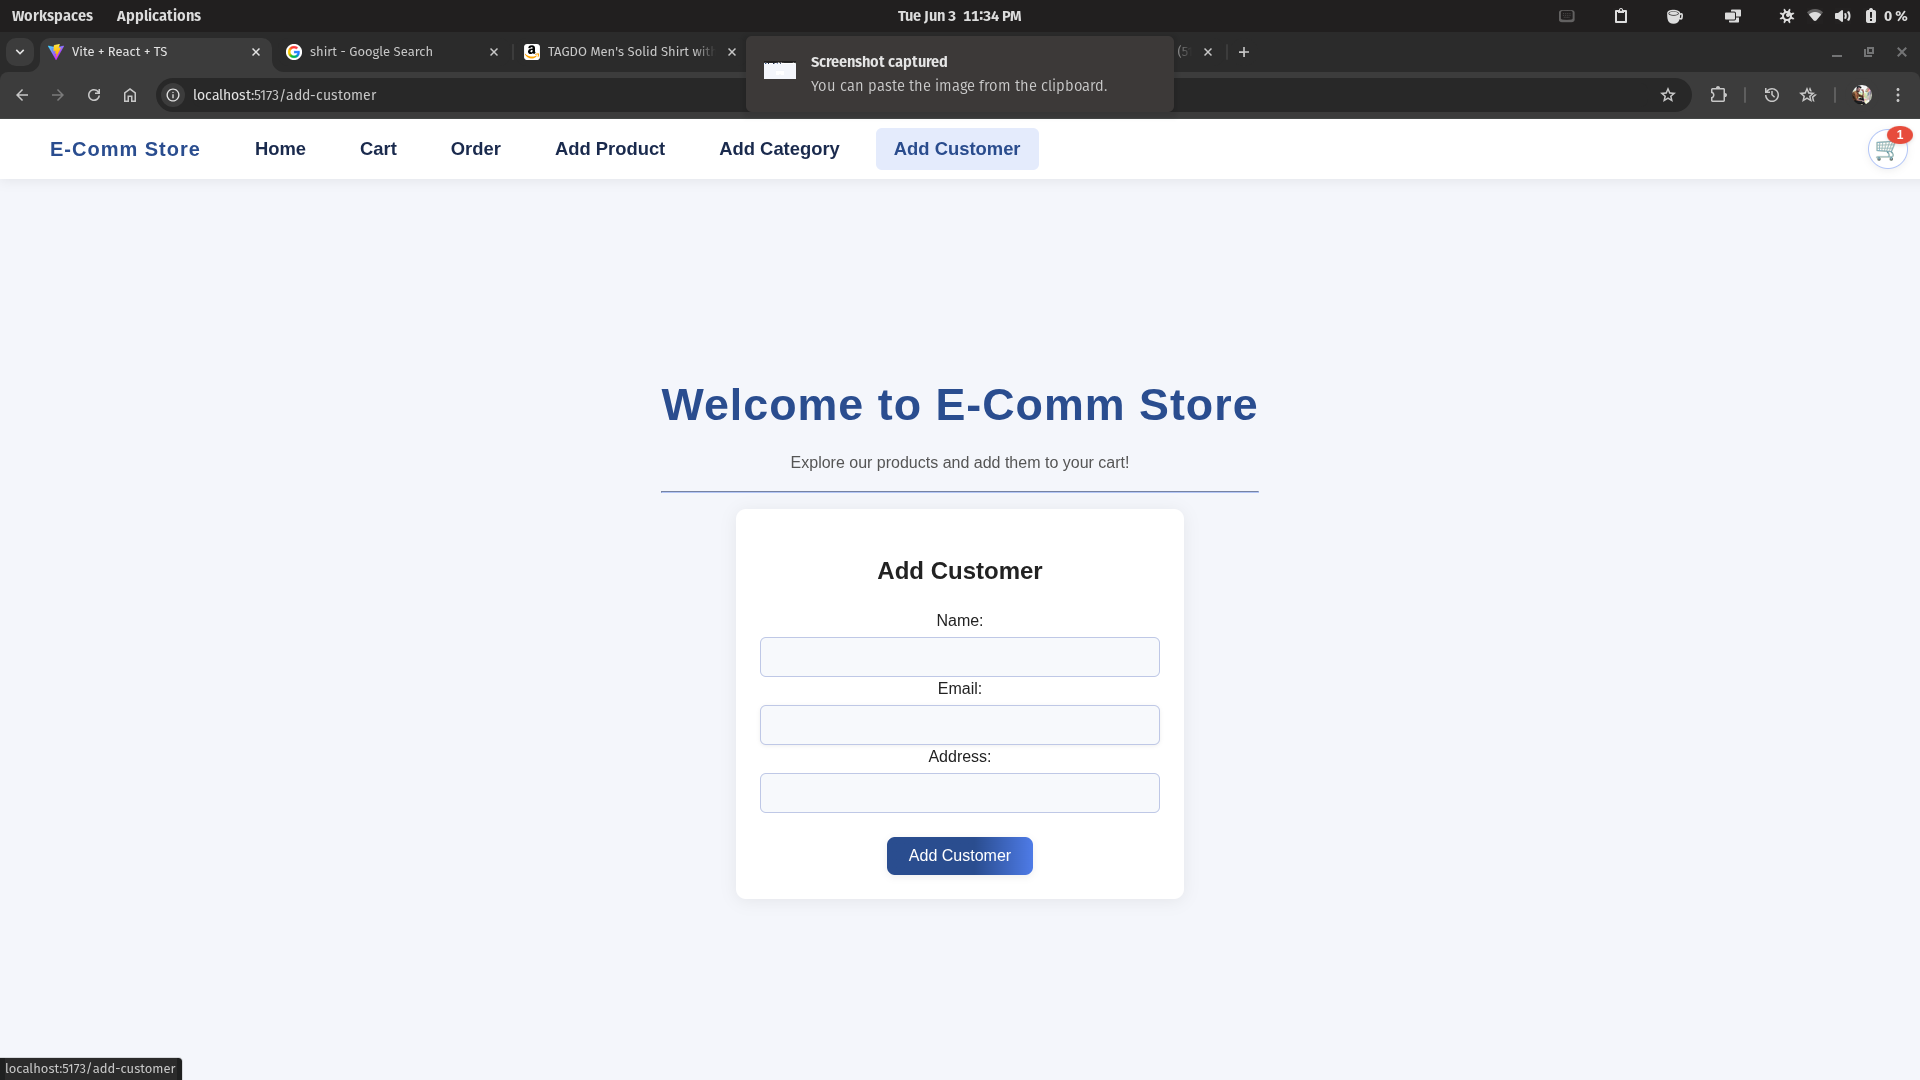 Workspaces Applications Tue Jun 3 11:34 PM 0 %
Vite + React + TS shirt - Google Search TAGDO Men's Solid Shirt with
Screenshot captured
You can paste the image from the clipboard.
localhost:5173/add-customer
E-Comm Store Home Cart Order Add Product Add Category Add Customer 1
Welcome to E-Comm Store
Explore our products and add them to your cart!
Add Customer
Name:
Email:
Address:
Add Customer
localhost:5173/add-customer